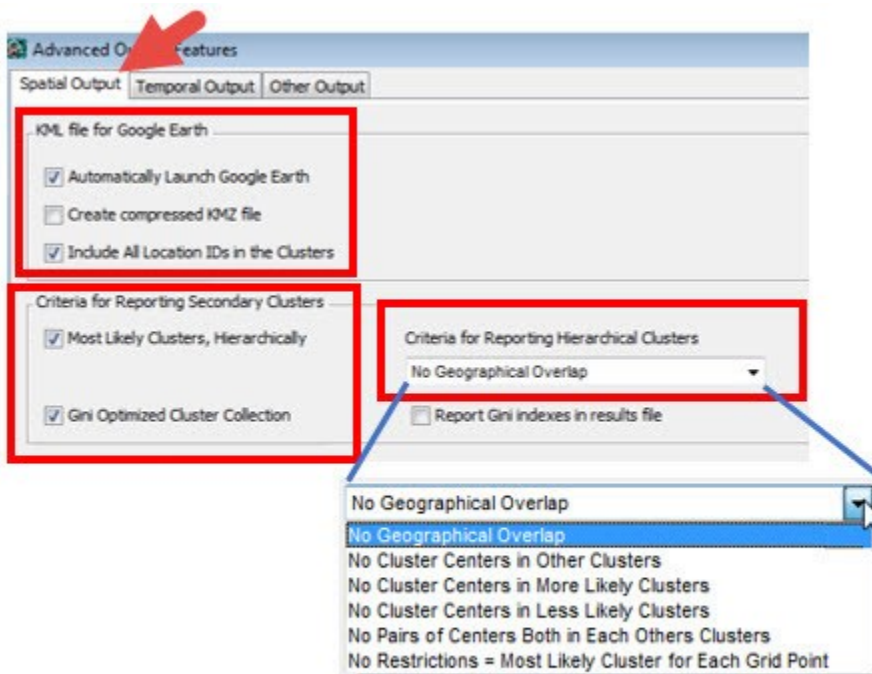 Advanced O Features
Spatial Output Temporal Output Other Output
KML file for Google Earth
Automatically Launch Google Earth
Create compressed KMZ file
Include All Location IDs in the Clusters
Criteria for Reporting Secondary Clusters
Most Likely Clusters, Hierarchically
Criteria for Reporting Hierarchical Clusters
No Geographical Overlap
Gini Optimized Cluster Collection
Report Gini indexes in results file
No Geographical Overlap
No Geographical Overlap
No Cluster Centers in Other Clusters
No Cluster Centers in More Likely Clusters
No Cluster Centers in Less Likely Clusters
No Pairs of Centers Both in Each Others Clusters
No Restrictions = Most Likely Cluster for Each Grid Point